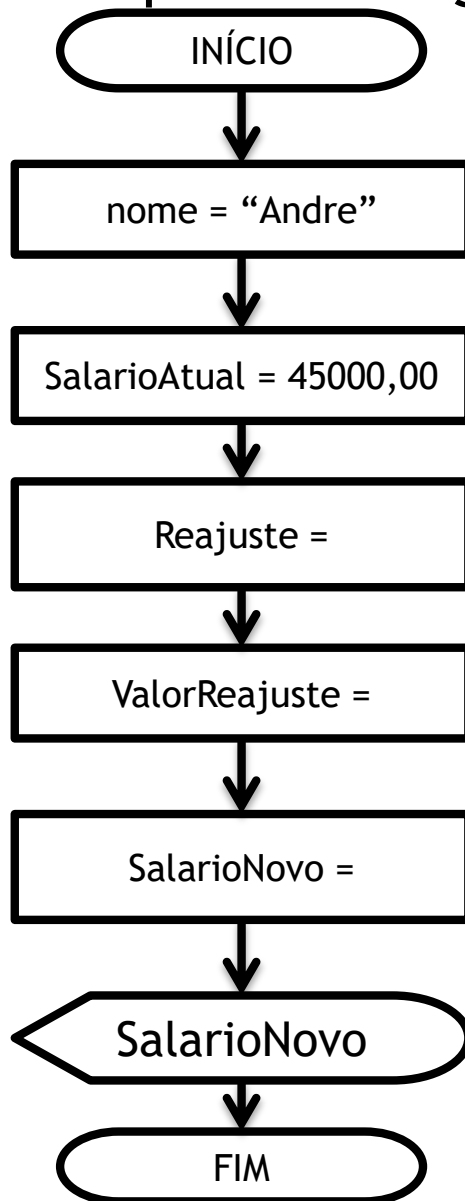 INÍCIO
nome = “Andre”
SalarioAtual = 45000,00
Reajuste =
ValorReajuste =
SalarioNovo =
SalarioNovo
FIM